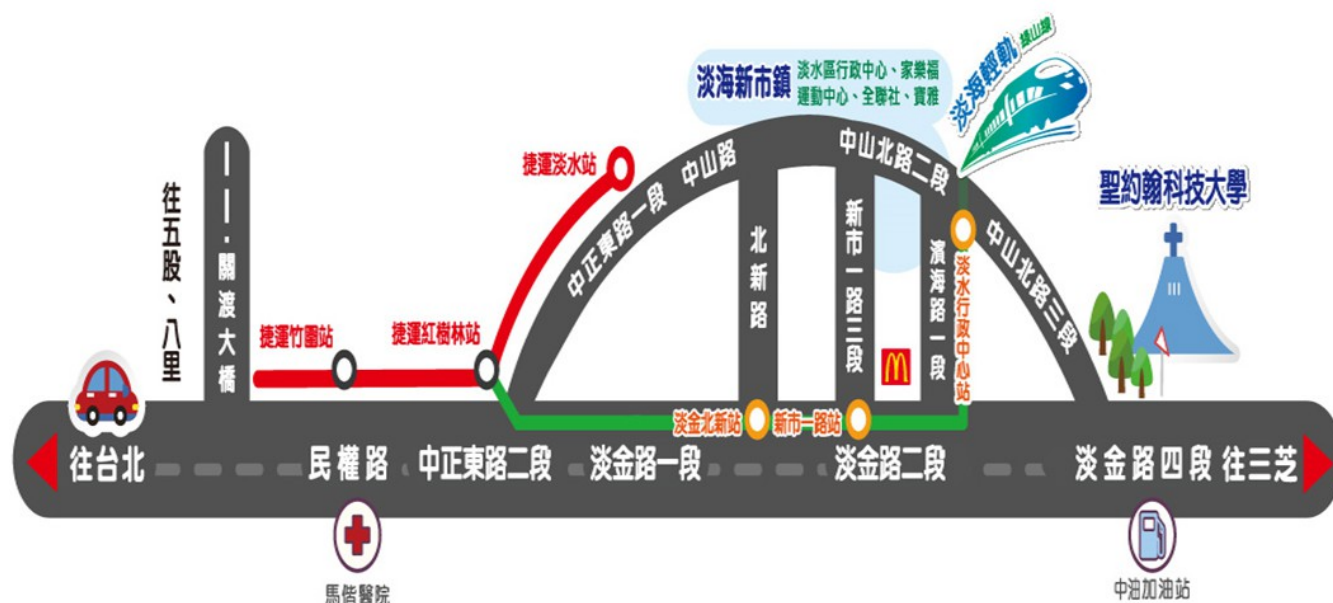 淡海新市鎮
淡水區行政中心、家樂福
運動中心、全聯社、寶雅
淡海輕軌 綠山線
捷運淡水站
中山路
中山北路二段
聖約翰科技大學
往五股、八里
一一.關渡大橋
中正東路一段
北新路
新市一路三段
濱海路一段
淡水行政中心站
中山北路三段
捷運竹圍站
捷運紅樹林站
淡金北新站
新市一路站
往台北
民權路
中正東路二段
淡金路一段
淡金路二段
淡金路四段
往三芝
馬偕醫院
中油加油站